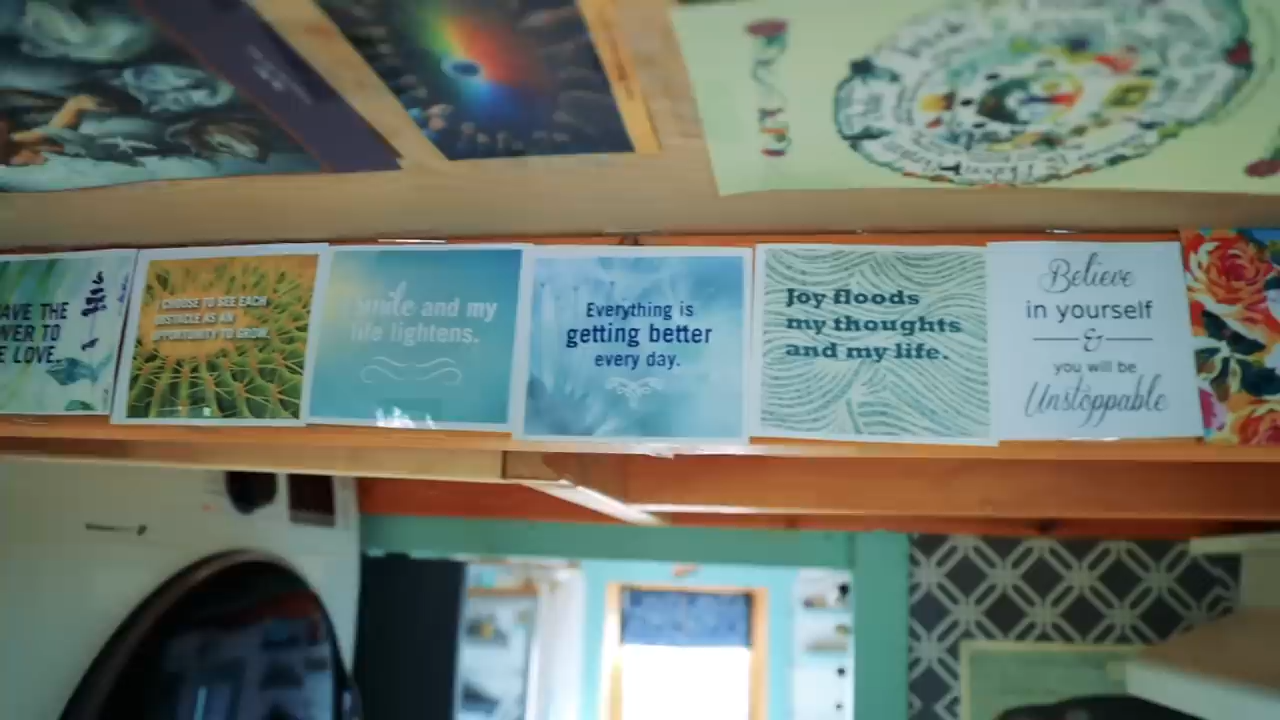 AVE THE
WER TO
E LOVE.
I CHOOSE TO SEE EACH
OBSTACLE AS AN
OPPORTUNITY TO GROW.
I smile and my
life lightens.
Everything is
getting better
every day.
Joy floods
my thoughts
and my life.
Believe
in yourself
&
you will be
Unstoppable